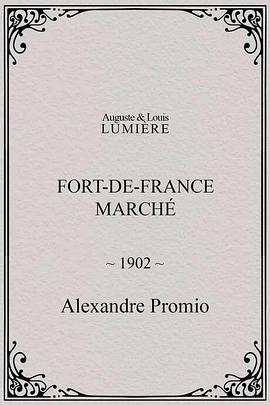 Auguste & Louis
LUMIÈRE
FORT-DE-FRANCE
MARCHÉ
~ 1902 ~
Alexandre Promio